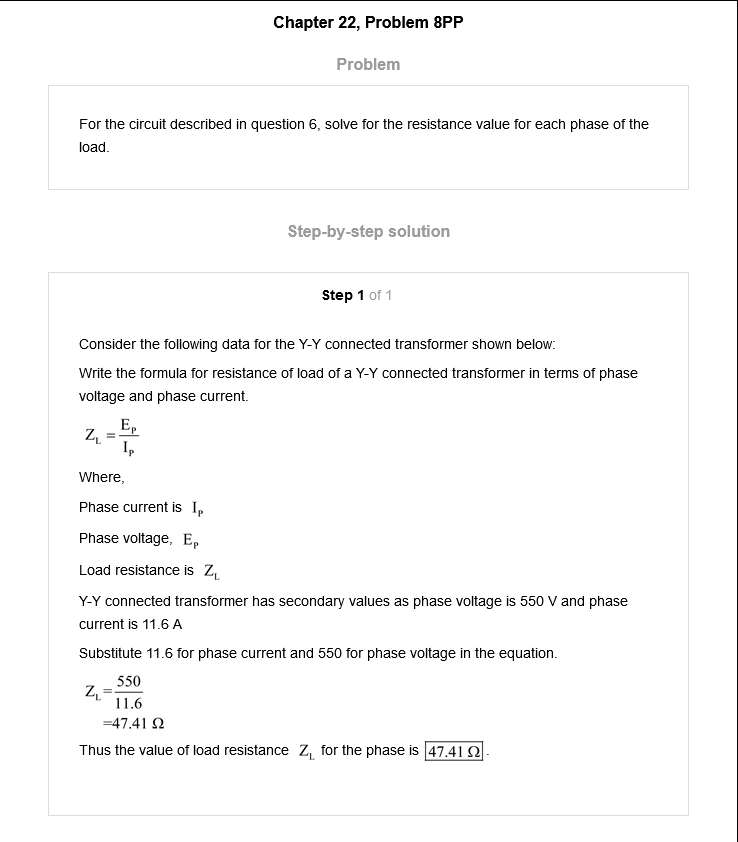 Chapter 22, Problem 8PP
Problem
For the circuit described in question 6, solve for the resistance value for each phase of the
load.
Step-by-step solution
Step 1 of 1
Consider the following data for the Y-Y connected transformer shown below:
Write the formula for resistance of load of a Y-Y connected transformer in terms of phase
voltage and phase current.
Z_L = E_P / I_P
Where,
Phase current is I_P
Phase voltage, E_P
Load resistance is Z_L
Y-Y connected transformer has secondary values as phase voltage is 550 V and phase
current is 11.6 A
Substitute 11.6 for phase current and 550 for phase voltage in the equation.
Z_L = 550 / 11.6
=47.41 Ω
Thus the value of load resistance Z_L for the phase is 47.41 Ω.